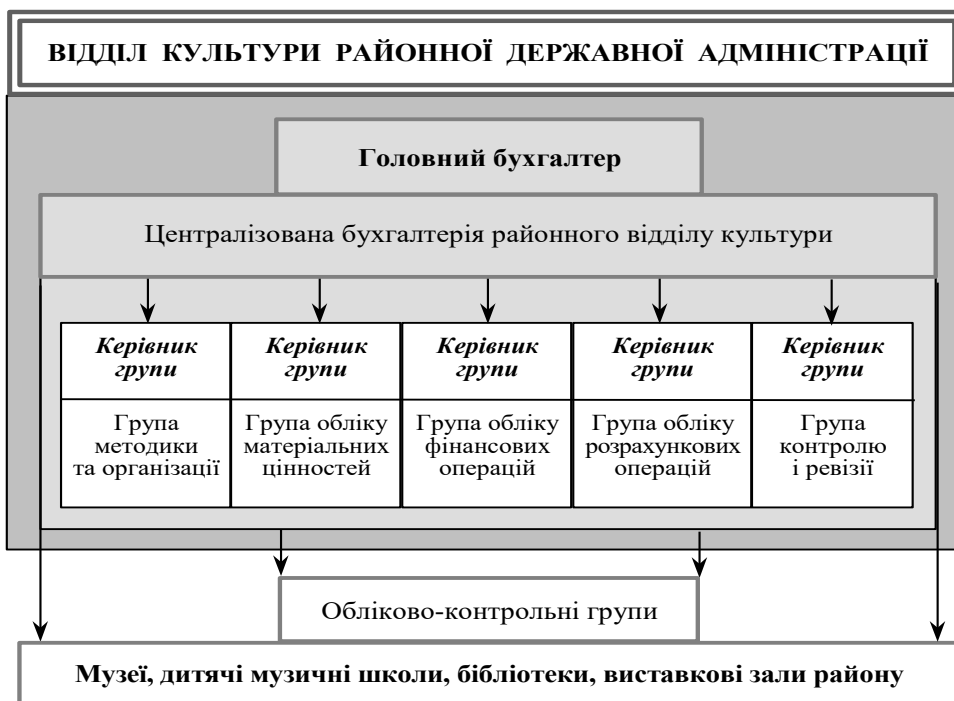 ВІДДІЛ КУЛЬТУРИ РАЙОННОЇ ДЕРЖАВНОЇ АДМІНІСТРАЦІЇ
Головний бухгалтер
Централізована бухгалтерія районного відділу культури
Керівник
групи
Група
методики
та організації
Керівник
групи
Група обліку
матеріальних
цінностей
Керівник
групи
Група обліку
фінансових
операцій
Керівник
групи
Група обліку
розрахункових
операцій
Керівник
групи
Група
контролю
і ревізії
Обліково-контрольні групи
Музеї, дитячі музичні школи, бібліотеки, виставкові зали району